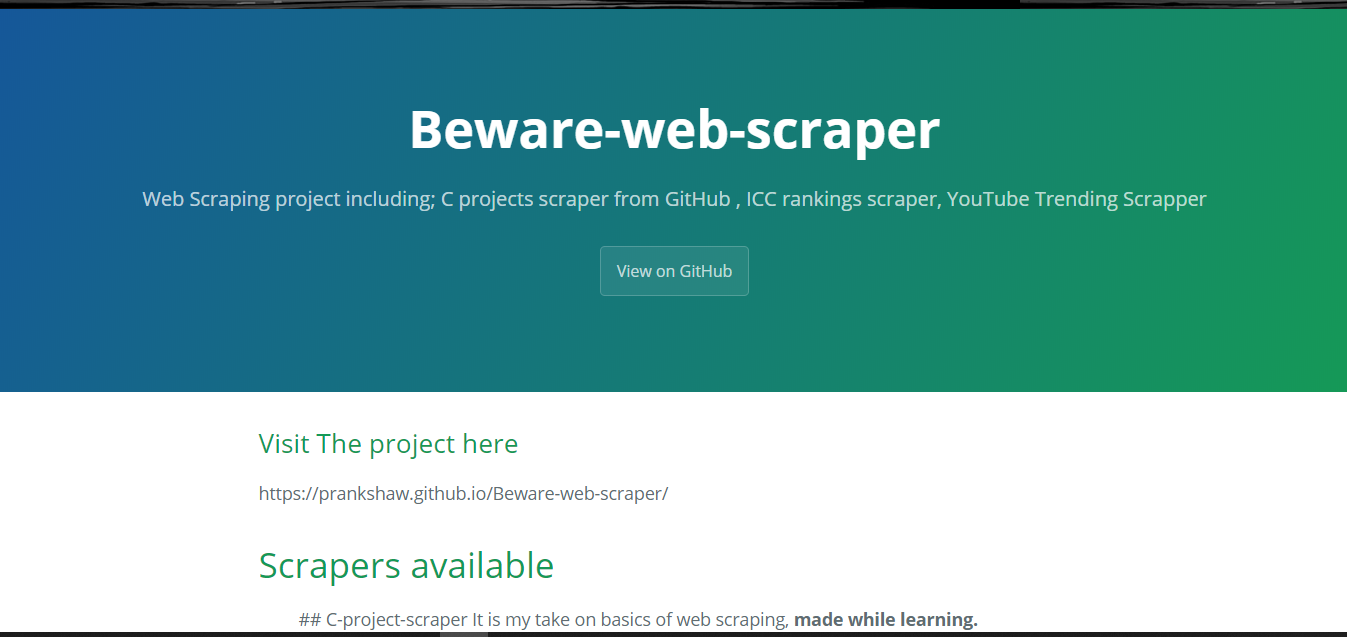 Beware-web-scraper
Web Scraping project including; C projects scraper from GitHub , ICC rankings scraper, YouTube Trending Scrapper
View on GitHub
Visit The project here
https://prankshaw.github.io/Beware-web-scraper/
Scrapers available
## C-project-scraper It is my take on basics of web scraping, made while learning.